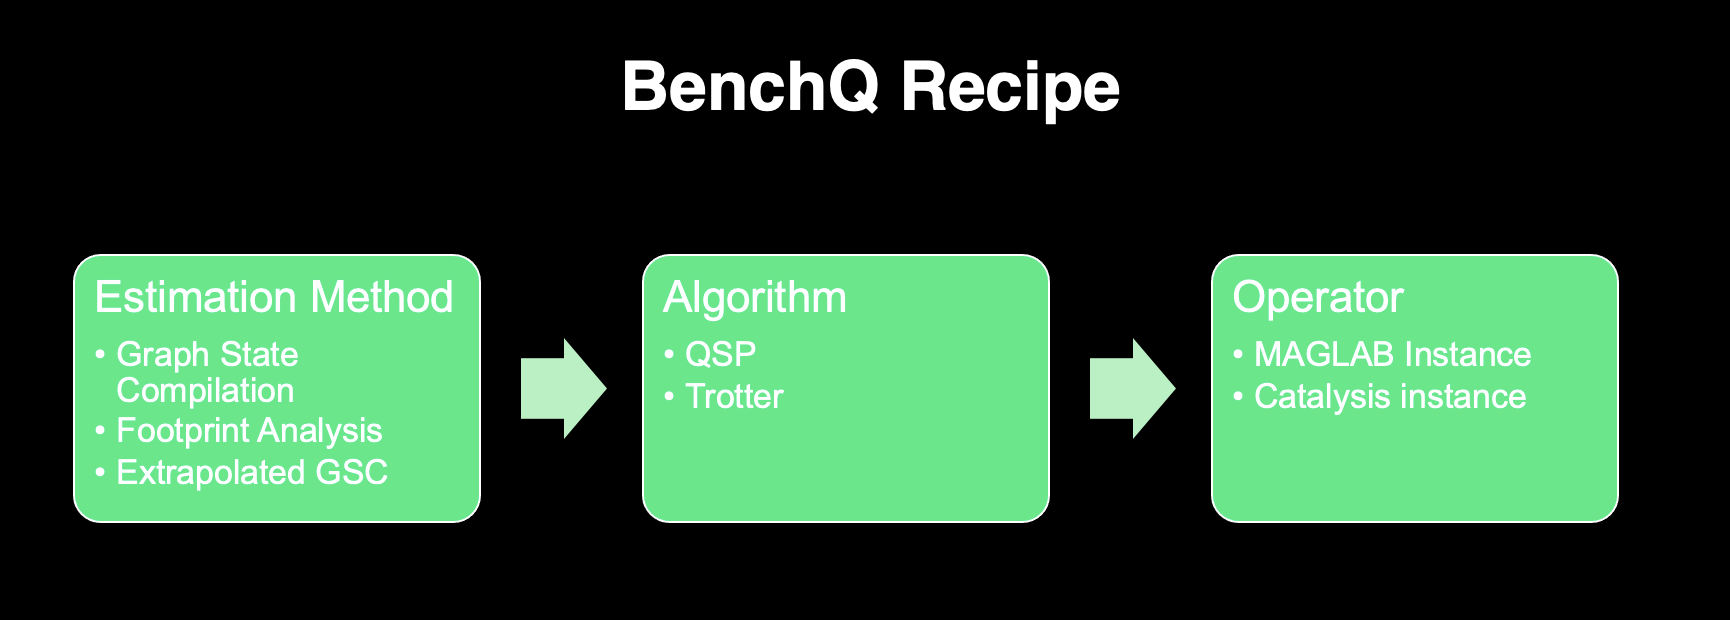 BenchQ Recipe
Estimation Method
• Graph State
Compilation
• Footprint Analysis
• Extrapolated GSC
Algorithm
• QSP
• Trotter
Operator
• MAGLAB Instance
• Catalysis instance